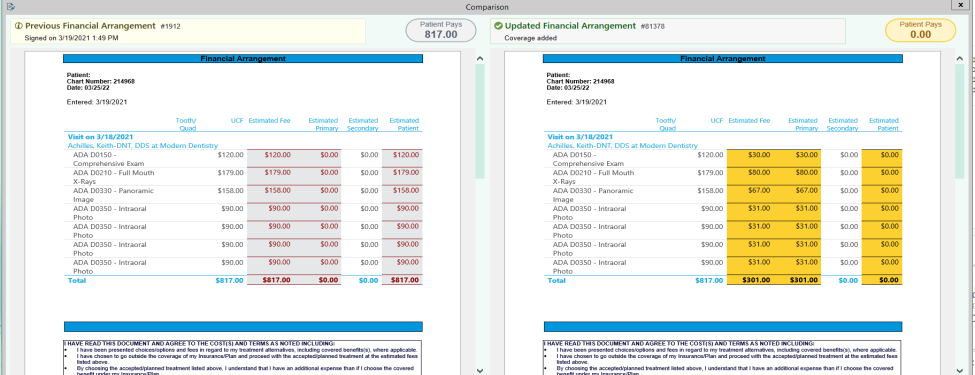 Comparison
x
Previous Financial Arrangement #1912
Signed on 3/19/2021 1:49 PM
Patient Pays
817.00
Financial Arrangement
Patient:
Chart Number: 214968
Date: 03/25/22
Entered: 3/19/2021
Tooth/ Quad UCF Estimated Fee Estimated Primary Estimated Secondary Estimated Patient
Visit on 3/18/2021
Achilles, Keith-DNT, DDS at Modern Dentistry
ADA D0150 - $120.00 $120.00 $0.00 $0.00 $120.00
Comprehensive Exam
ADA D0210 - Full Mouth $179.00 $179.00 $0.00 $0.00 $179.00
X-Rays
ADA D0330 - Panoramic $158.00 $158.00 $0.00 $0.00 $158.00
Image
ADA D0350 - Intraoral $90.00 $90.00 $0.00 $0.00 $90.00
Photo
ADA D0350 - Intraoral $90.00 $90.00 $0.00 $0.00 $90.00
Photo
ADA D0350 - Intraoral $90.00 $90.00 $0.00 $0.00 $90.00
Photo
ADA D0350 - Intraoral $90.00 $90.00 $0.00 $0.00 $90.00
Photo
Total $817.00 $817.00 $0.00 $0.00 $817.00
I HAVE READ THIS DOCUMENT AND AGREE TO THE COST(S) AND TERMS AS NOTED INCLUDING:
• I have been presented choices/options and fees in regard to my treatment alternatives, including covered benefit(s), where applicable.
• I have chosen to go outside the coverage of my Insurance/Plan and proceed with the accepted/planned treatment at the estimated fees
listed above.
• By choosing the accepted/planned treatment listed above, I understand that I have an additional expense than if I choose the covered
benefit under my Insurance/Plan
Updated Financial Arrangement #81378
Coverage added
Patient Pays
0.00
Financial Arrangement
Patient:
Chart Number: 214968
Date: 03/25/22
Entered: 3/19/2021
Tooth/ Quad UCF Estimated Fee Estimated Primary Estimated Secondary Estimated Patient
Visit on 3/18/2021
Achilles, Keith-DNT, DDS at Modern Dentistry
ADA D0150 - $120.00 $30.00 $30.00 $0.00 $0.00
Comprehensive Exam
ADA D0210 - Full Mouth $179.00 $80.00 $80.00 $0.00 $0.00
X-Rays
ADA D0330 - Panoramic $158.00 $67.00 $67.00 $0.00 $0.00
Image
ADA D0350 - Intraoral $90.00 $31.00 $31.00 $0.00 $0.00
Photo
ADA D0350 - Intraoral $90.00 $31.00 $31.00 $0.00 $0.00
Photo
ADA D0350 - Intraoral $90.00 $31.00 $31.00 $0.00 $0.00
Photo
ADA D0350 - Intraoral $90.00 $31.00 $31.00 $0.00 $0.00
Photo
Total $817.00 $301.00 $301.00 $0.00 $0.00
I HAVE READ THIS DOCUMENT AND AGREE TO THE COST(S) AND TERMS AS NOTED INCLUDING:
• I have been presented choices/options and fees in regard to my treatment alternatives, including covered benefit(s), where applicable.
• I have chosen to go outside the coverage of my Insurance/Plan and proceed with the accepted/planned treatment at the estimated fees
listed above.
• By choosing the accepted/planned treatment listed above, I understand that I have an additional expense than if I choose the covered
benefit under my Insurance/Plan